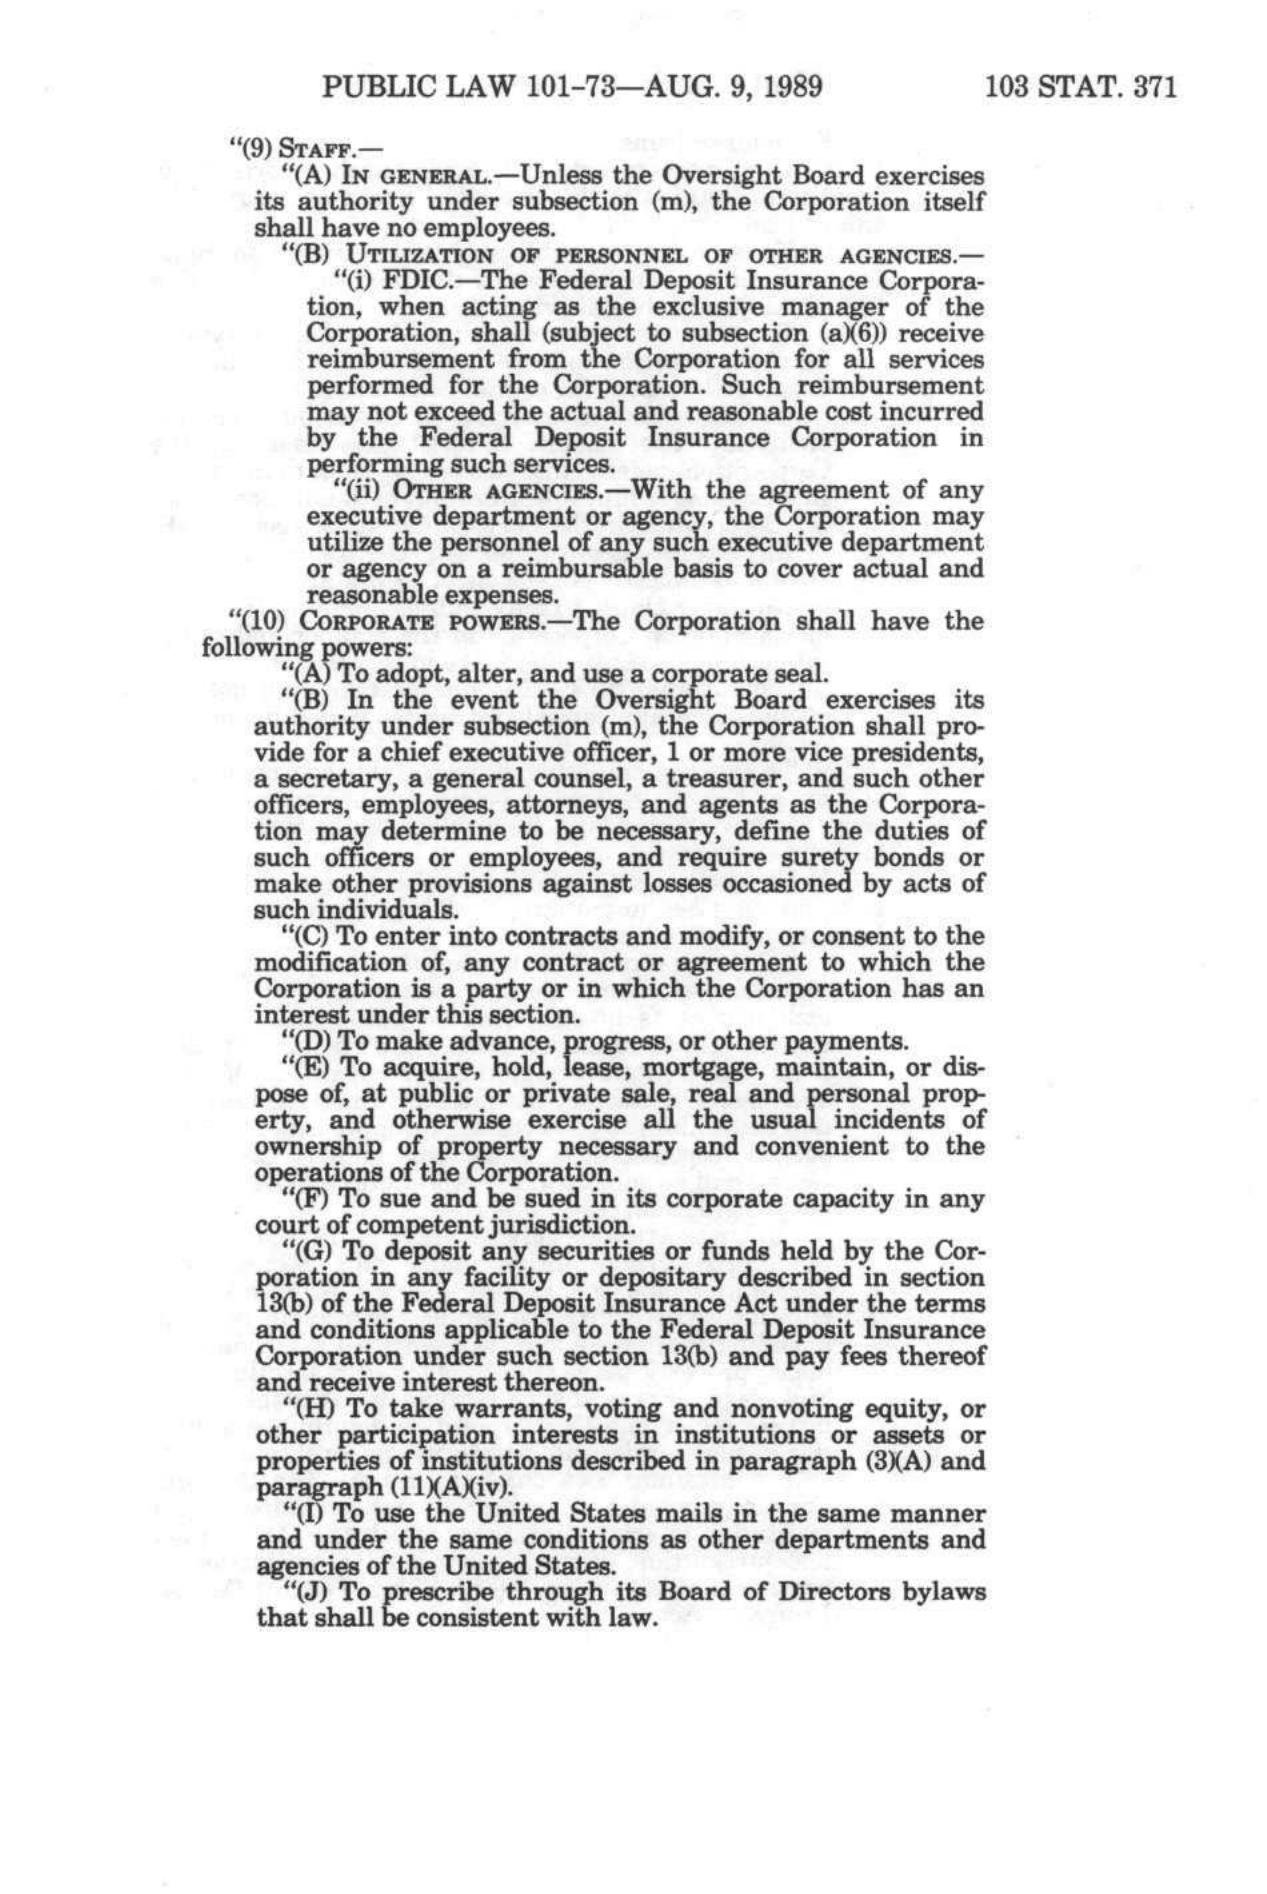 PUBLIC LAW 101-73—AUG. 9, 1989 103 STAT. 371
"(9) STAFF.—
"(A) IN GENERAL.—Unless the Oversight Board exercises
its authority under subsection (m), the Corporation itself
shall have no employees.
"(B) UTILIZATION OF PERSONNEL OF OTHER AGENCIES.—
"(i) FDIC.—The Federal Deposit Insurance Corpora-
tion, when acting as the exclusive manager of the
Corporation, shall (subject to subsection (a)(6)) receive
reimbursement from the Corporation for all services
performed for the Corporation. Such reimbursement
may not exceed the actual and reasonable cost incurred
by the Federal Deposit Insurance Corporation in
performing such services.
"(ii) OTHER AGENCIES.—With the agreement of any
executive department or agency, the Corporation may
utilize the personnel of any such executive department
or agency on a reimbursable basis to cover actual and
reasonable expenses.
"(10) CORPORATE POWERS.—The Corporation shall have the
following powers:
"(A) To adopt, alter, and use a corporate seal.
"(B) In the event the Oversight Board exercises its
authority under subsection (m), the Corporation shall pro-
vide for a chief executive officer, 1 or more vice presidents,
a secretary, a general counsel, a treasurer, and such other
officers, employees, attorneys, and agents as the Corpora-
tion may determine to be necessary, define the duties of
such officers or employees, and require surety bonds or
make other provisions against losses occasioned by acts of
such individuals.
"(C) To enter into contracts and modify, or consent to the
modification of, any contract or agreement to which the
Corporation is a party or in which the Corporation has an
interest under this section.
"(D) To make advance, progress, or other payments.
"(E) To acquire, hold, lease, mortgage, maintain, or dis-
pose of, at public or private sale, real and personal prop-
erty, and otherwise exercise all the usual incidents of
ownership of property necessary and convenient to the
operations of the Corporation.
"(F) To sue and be sued in its corporate capacity in any
court of competent jurisdiction.
"(G) To deposit any securities or funds held by the Cor-
poration in any facility or depositary described in section
13(b) of the Federal Deposit Insurance Act under the terms
and conditions applicable to the Federal Deposit Insurance
Corporation under such section 13(b) and pay fees thereof
and receive interest thereon.
"(H) To take warrants, voting and nonvoting equity, or
other participation interests in institutions or assets or
properties of institutions described in paragraph (3)(A) and
paragraph (11)(A)(iv).
"(I) To use the United States mails in the same manner
and under the same conditions as other departments and
agencies of the United States.
"(J) To prescribe through its Board of Directors bylaws
that shall be consistent with law.